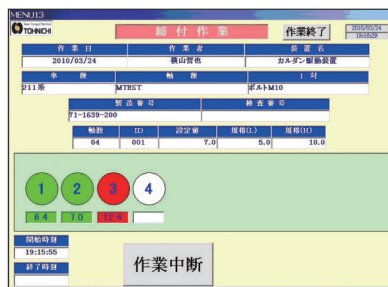 MENU13
TOHNICHI
締付作業
作業終了
2010/03/24
19:16:29
作業日 作業者 装置名
2010/03/24 横山哲也 カルダン駆動装置
車種 軸種 1対
211系 MTBST ボルトM10
製造番号 検査番号
71-1639-200
軸数 ID 設定値 規格(L) 規格(H)
04 001 7.0 5.0 10.0
1 2 3 4
6.4 7.0 12.4
開始時刻
19:15:55
終了時刻
作業中断